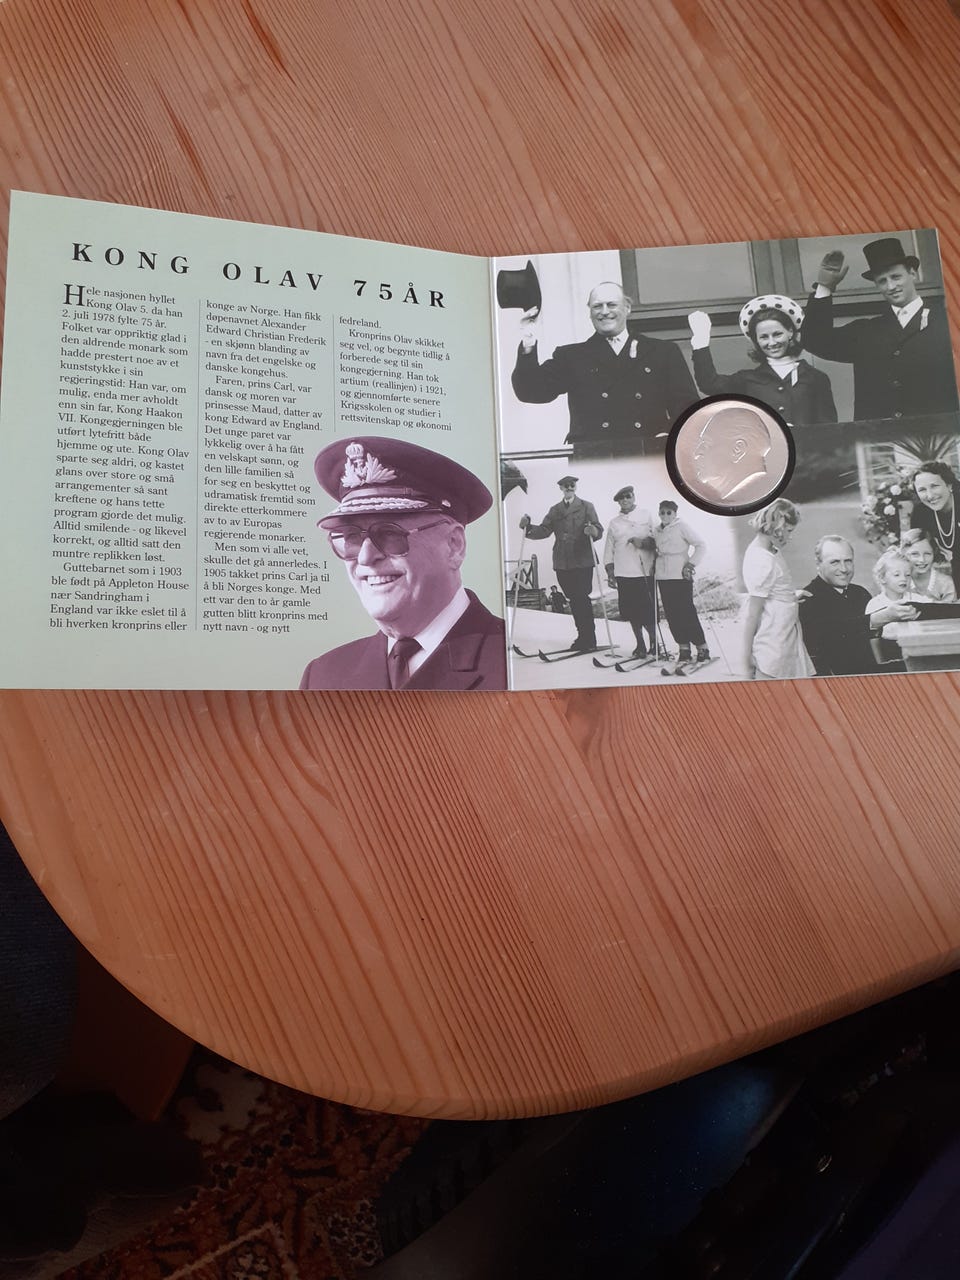 KONG OLAV 75 ÅR
Hele nasjonen hyllet
Kong Olav 5. da han
2. juli 1978 fylte 75 år.
Folket var oppriktig glad i
den aldrende monark som
hadde prestert noe av et
kunststykke i sin
regjeringstid: Han var, om
mulig, enda mer avholdt
enn sin far, Kong Haakon
VII. Kongegjerningen ble
utført lytefritt både
hjemme og ute. Kong Olav
sparte seg aldri, og kastet
glans over store og små
arrangementer så sant
kreftene og hans tette
program gjorde det mulig.
Alltid smilende - og likevel
korrekt, og alltid satt den
muntre replikken løst.
Guttebarnet som i 1903
ble født på Appleton House
nær Sandringham i
England var ikke eslet til å
bli hverken kronprins eller
konge av Norge. Han fikk
døpenavnet Alexander
Edward Christian Frederik
- en skjønn blanding av
navn fra det engelske og
danske kongehus.
Faren, prins Carl, var
dansk og moren var
prinsesse Maud, datter av
kong Edward av England.
Det unge paret var
lykkelig over å ha fått
en velskapt sønn, og
den lille familien så
for seg en beskyttet og
udramatisk fremtid som
direkte etterkommere
av to av Europas
regjerende monarker.
Men som vi alle vet,
skulle det gå annerledes. I
1905 takket prins Carl ja til
å bli Norges konge. Med
ett var den to år gamle
gutten blitt kronprins med
nytt navn - og nytt
fedreland.
Kronprins Olav skikket
seg vel, og begynte tidlig å
forberede seg til sin
kongegjerning. Han tok
artium (reallinjen) i 1921,
og gjennomførte senere
Krigsskolen og studier i
rettsvitenskap og økonomi